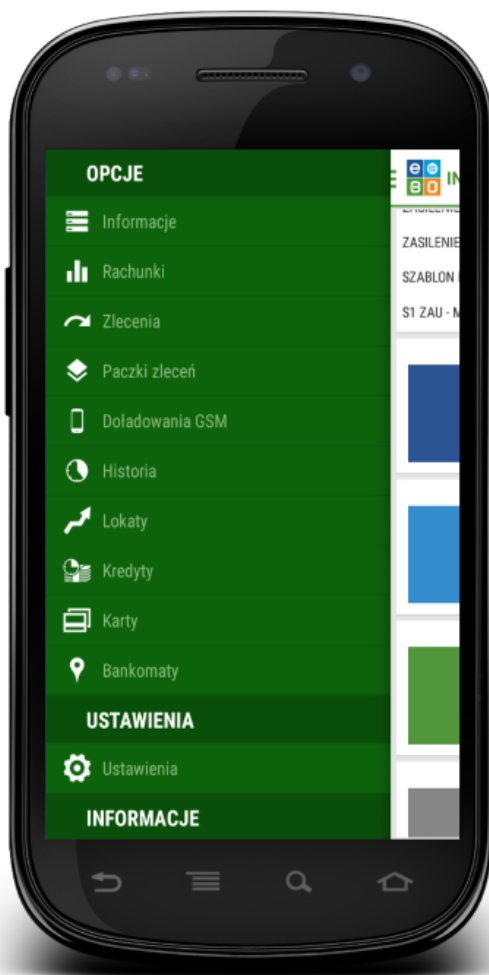 OPCJE
Informacje
Rachunki
Zlecenia
Paczki zleceń
Doładowania GSM
Historia
Lokaty
Kredyty
Karty
Bankomaty
USTAWIENIA
Ustawienia
INFORMACJE
IN
ZASILENIE
SZABLON
S1 ZAU - M